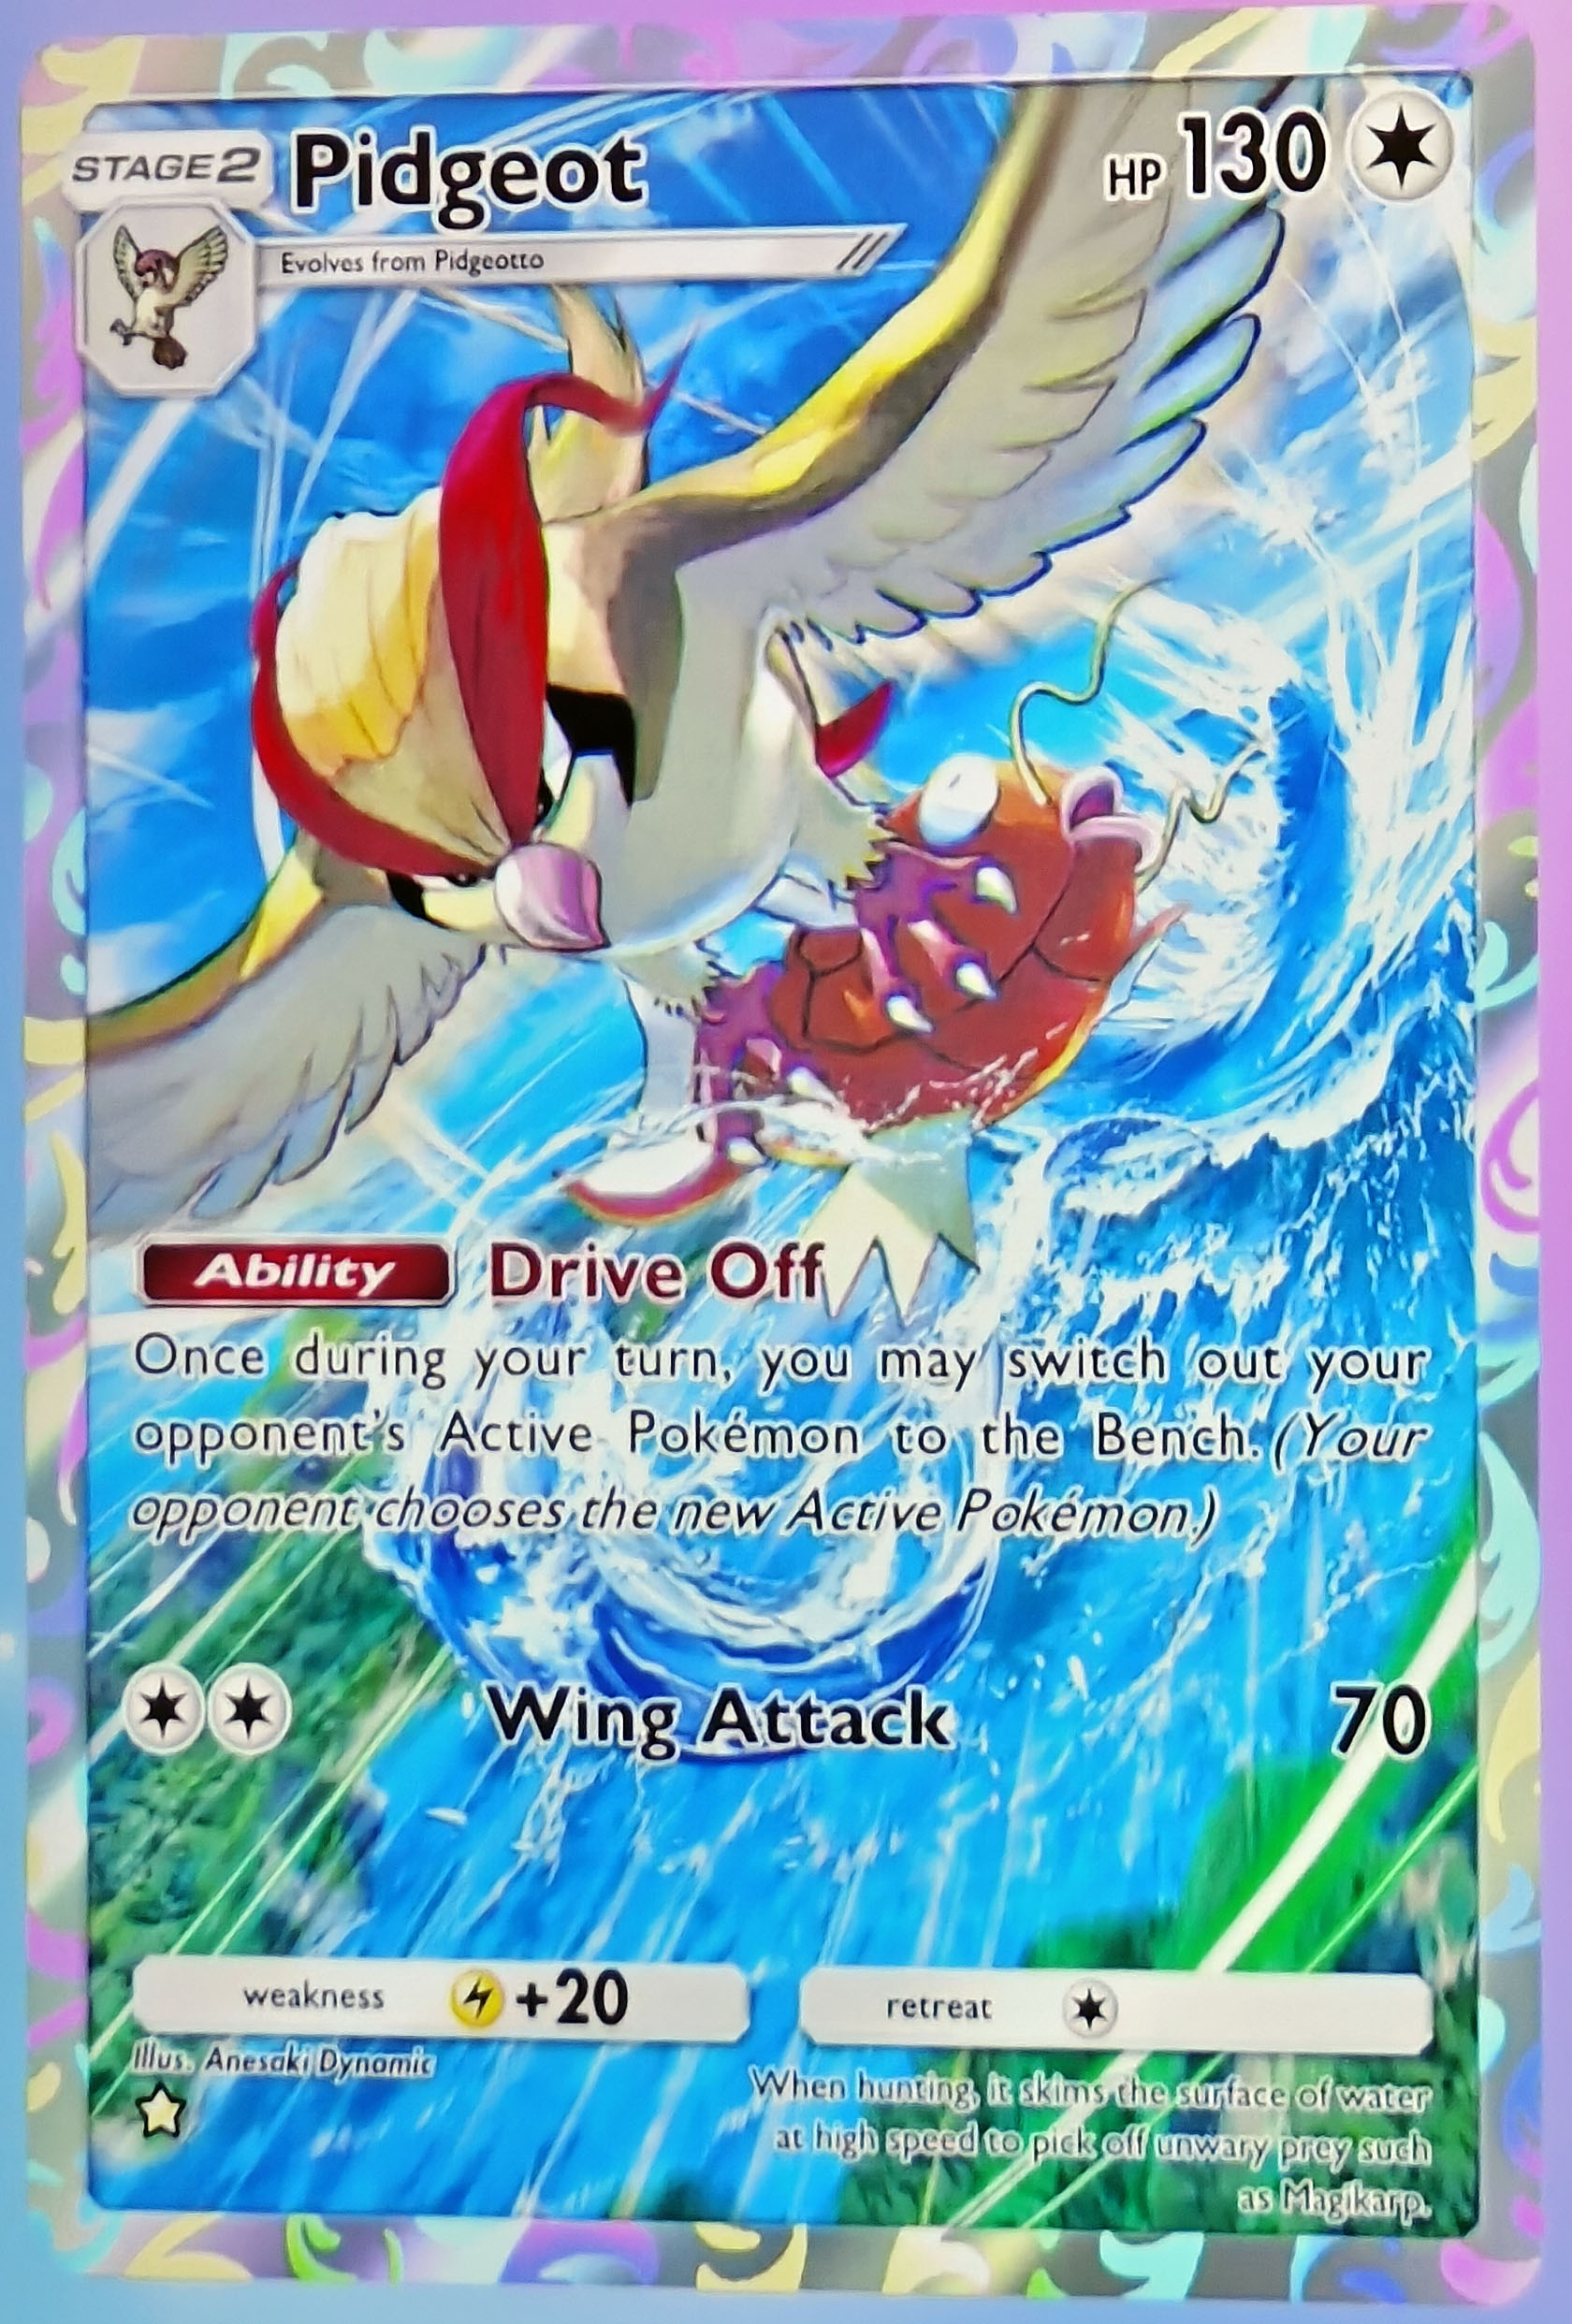 STAGE 2 Pidgeot HP 130
Evolves from Pidgeotto
Ability Drive Off
Once during your turn, you may switch out your
opponent's Active Pokémon to the Bench. (Your
opponent chooses the new Active Pokémon.)
Wing Attack 70
weakness +20 retreat
Illus. Anesaki Dynamic
When hunting, it skims the surface of water
at high speed to pick off unwary prey such
as Magikarp.